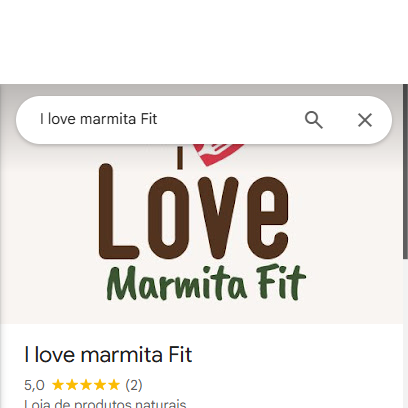 I love marmita Fit
I
Love
Marmita Fit
I love marmita Fit
5,0 (2)
Loja de produtos naturais